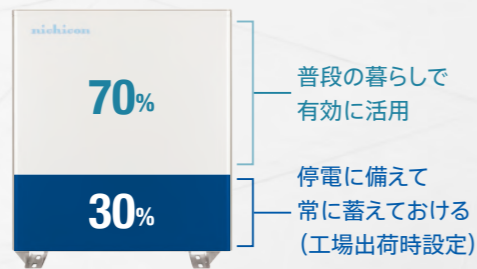 nichicon
70%
普段の暮らしで
有効に活用
30%
停電に備えて
常に蓄えておける
(工場出荷時設定)